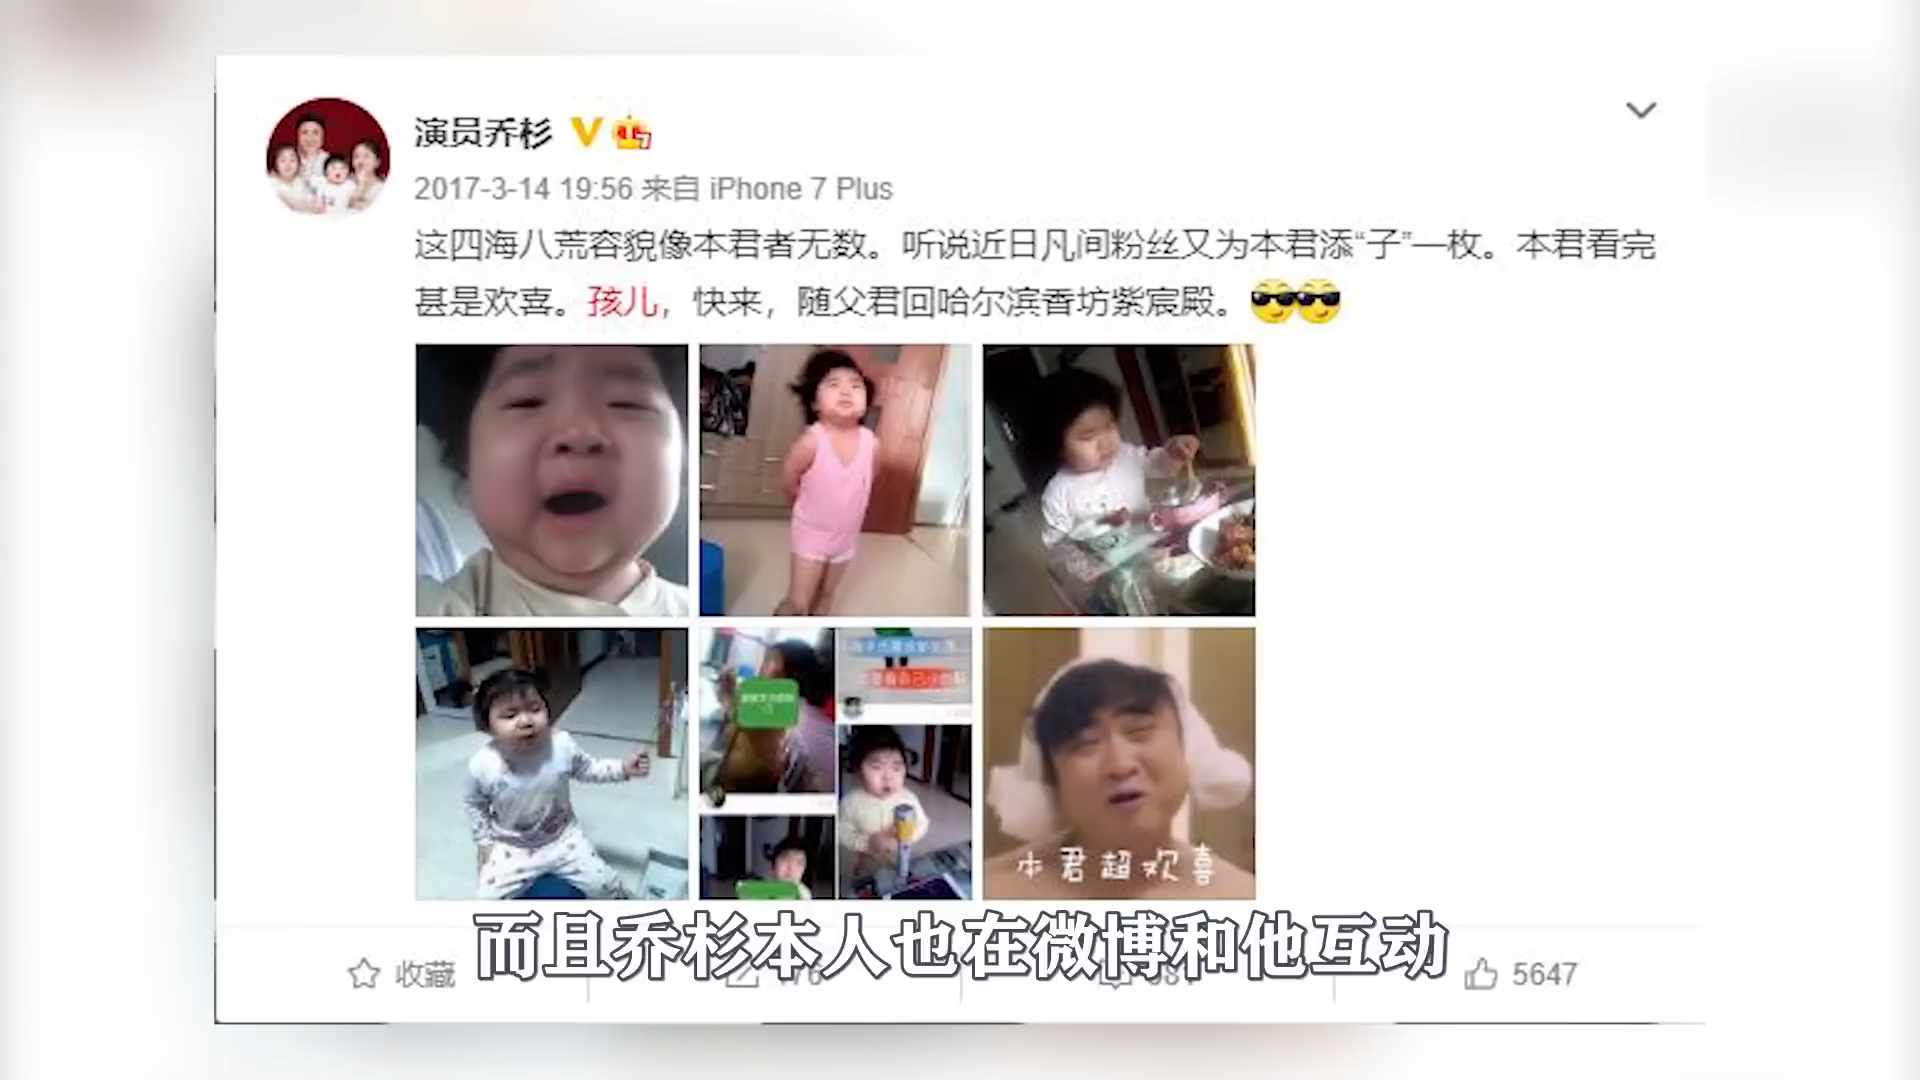 演员乔杉
2017-3-14 19:56 来自 iPhone 7 Plus
这四海八荒容貌像本君者无数。听说近日凡间粉丝又为本君添“子”一枚。本君看完
甚是欢喜。孩儿，快来，随父君回哈尔滨香坊紫宸殿。
本君超欢喜
而且乔杉本人也在微博和他互动
收藏
5647